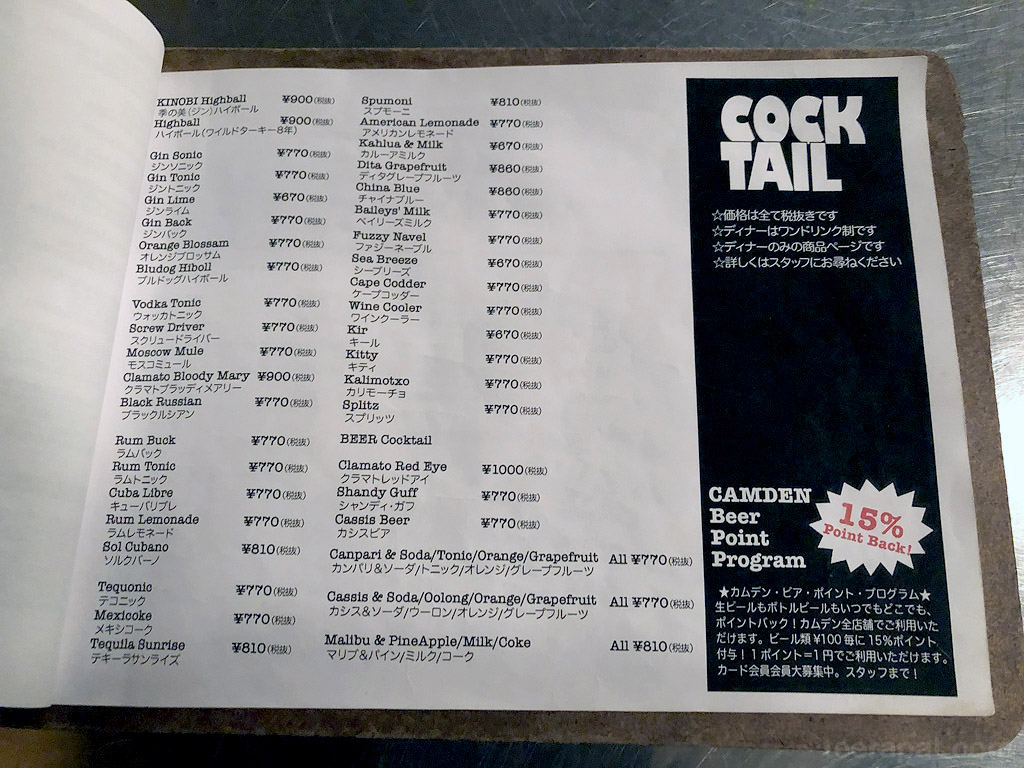 KINOBI Highball ¥900(税抜)
季の美(ジン)ハイボール
Highball ¥900(税抜)
ハイボール(ワイルドターキー8年)
Gin Sonic ¥770(税抜)
ジンソニック
Gin Tonic ¥770(税抜)
ジントニック
Gin Lime ¥670(税抜)
ジンライム
Gin Back ¥770(税抜)
ジンバック
Orange Blossam ¥770(税抜)
オレンジブロッサム
Bludog Hiboll ¥770(税抜)
ブルドッグハイボール
Vodka Tonic ¥770(税抜)
ウォッカトニック
Screw Driver ¥770(税抜)
スクリュードライバー
Moscow Mule ¥770(税抜)
モスコミュール
Clamato Bloody Mary ¥900(税抜)
クラマトブラッディメアリー
Black Russian ¥770(税抜)
ブラックルシアン
Rum Buck ¥770(税抜)
ラムバック
Rum Tonic ¥770(税抜)
ラムトニック
Cuba Libre ¥770(税抜)
キューバリブレ
Rum Lemonade ¥770(税抜)
ラムレモネード
Sol Cubano ¥810(税抜)
ソルクバーノ
Tequonic ¥770(税抜)
テコニック
Mexicoke ¥770(税抜)
メキシコーク
Tequila Sunrise ¥810(税抜)
テキーラサンライズ
Spumoni ¥810(税抜)
スプモーニ
American Lemonade ¥770(税抜)
アメリカンレモネード
Kahlua & Milk ¥670(税抜)
カルーアミルク
Dita Grapefruit ¥860(税抜)
ディタグレープフルーツ
China Blue ¥860(税抜)
チャイナブルー
Baileys' Milk ¥770(税抜)
ベイリーズミルク
Fuzzy Navel ¥770(税抜)
ファジーネーブル
Sea Breeze ¥670(税抜)
シーブリーズ
Cape Codder ¥770(税抜)
ケープコッダー
Wine Cooler ¥770(税抜)
ワインクーラー
Kir ¥670(税抜)
キール
Kitty ¥770(税抜)
キティ
Kalimotxo ¥770(税抜)
カリモーチョ
Splitz ¥770(税抜)
スプリッツ
BEER Cocktail
Clamato Red Eye ¥1000(税抜)
クラマトレッドアイ
Shandy Guff ¥770(税抜)
シャンディ・ガフ
Cassis Beer ¥770(税抜)
カシスビア
Canpari & Soda/Tonic/Orange/Grapefruit All ¥770(税抜)
カンパリ&ソーダ/トニック/オレンジ/グレープフルーツ
Cassis & Soda/Oolong/Orange/Grapefruit All ¥770(税抜)
カシス&ソーダ/ウーロン/オレンジ/グレープフルーツ
Malibu & PineApple/Milk/Coke All ¥810(税抜)
マリブ&パイン/ミルク/コーク
COCK
TAIL
☆価格は全て税抜きです
☆ディナーはワンドリンク制です
☆ディナーのみの商品ページです
☆詳しくはスタッフにお尋ねください
CAMDEN
Beer
Point
Program
15%
Point Back!
★カムデン・ビア・ポイント・プログラム★
生ビールもボトルビールもいつでもどこでも、
ポイントバック!カムデン全店舗でご利用いた
だけます。ビール類¥100毎に15%ポイント
付与!1ポイント=1円でご利用いただけます。
カード会員会員大募集中。スタッフまで!